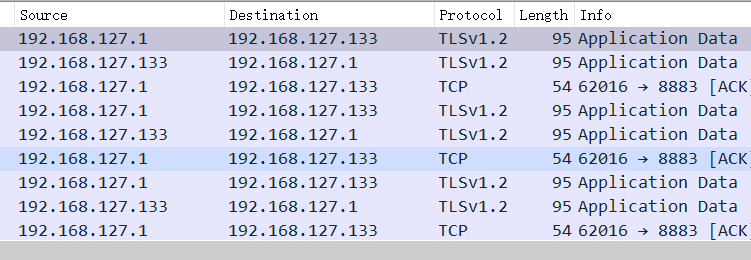 Source Destination Protocol Length Info
192.168.127.1 192.168.127.133 TLSv1.2 95 Application Data
192.168.127.133 192.168.127.1 TLSv1.2 95 Application Data
192.168.127.1 192.168.127.133 TCP 54 62016 → 8883 [ACK]
192.168.127.1 192.168.127.133 TLSv1.2 95 Application Data
192.168.127.133 192.168.127.1 TLSv1.2 95 Application Data
192.168.127.1 192.168.127.133 TCP 54 62016 → 8883 [ACK]
192.168.127.1 192.168.127.133 TLSv1.2 95 Application Data
192.168.127.133 192.168.127.1 TLSv1.2 95 Application Data
192.168.127.1 192.168.127.133 TCP 54 62016 → 8883 [ACK]